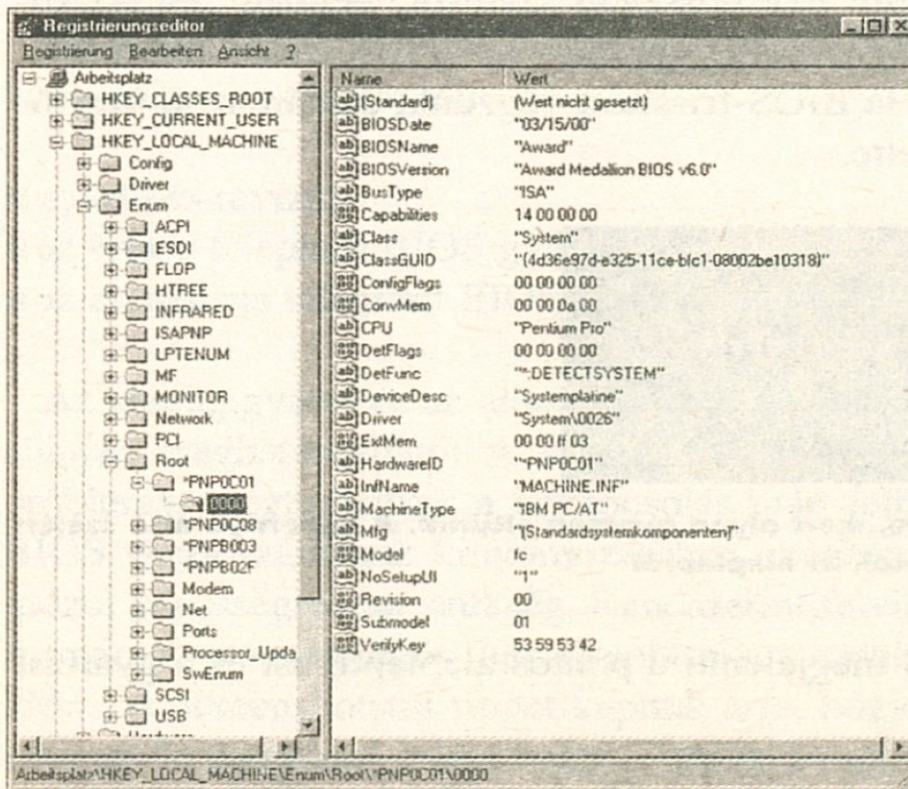 Registrierungseditor
Registrierung Bearbeiten Ansicht ?
Arbeitsplatz
HKEY_CLASSES_ROOT
HKEY_CURRENT_USER
HKEY_LOCAL_MACHINE
Config
Driver
Enum
ACPI
ESDI
FLOP
HTREE
INFRARED
ISAPNP
LPTENUM
MF
MONITOR
Network
PCI
Root
*PNP0C01
0000
*PNP0C08
*PNPB003
*PNPB02F
Modem
Net
Ports
Processor_Upda
SwEnum
SCSI
USB
Name Wert
(Standard) (Wert nicht gesetzt)
BIOSDate "03/15/00"
BIOSName "Award"
BIOSVersion "Award Medallion BIOS v6.0"
BusType "ISA"
Capabilities 14 00 00 00
Class "System"
ClassGUID "{4d36e97d-e325-11ce-bfc1-08002be10318}"
ConfigFlags 00 00 00 00
ConvMem 00 00 0a 00
CPU "Pentium Pro"
DetFlags 00 00 00 00
DetFunc "*:DETECTSYSTEM"
DeviceDesc "Systemplatine"
Driver "System\0026"
ExtMem 00 00 ff 03
HardwareID "*PNP0C01"
InfName "MACHINE.INF"
MachineType "IBM PC/AT"
Mfg "(Standardsystemkomponenten)"
Model fc
NoSetupUI "1"
Revision 00
Submodel 01
VerifyKey 53 59 53 42
Arbeitsplatz\HKEY_LOCAL_MACHINE\Enum\Root\*PNP0C01\0000